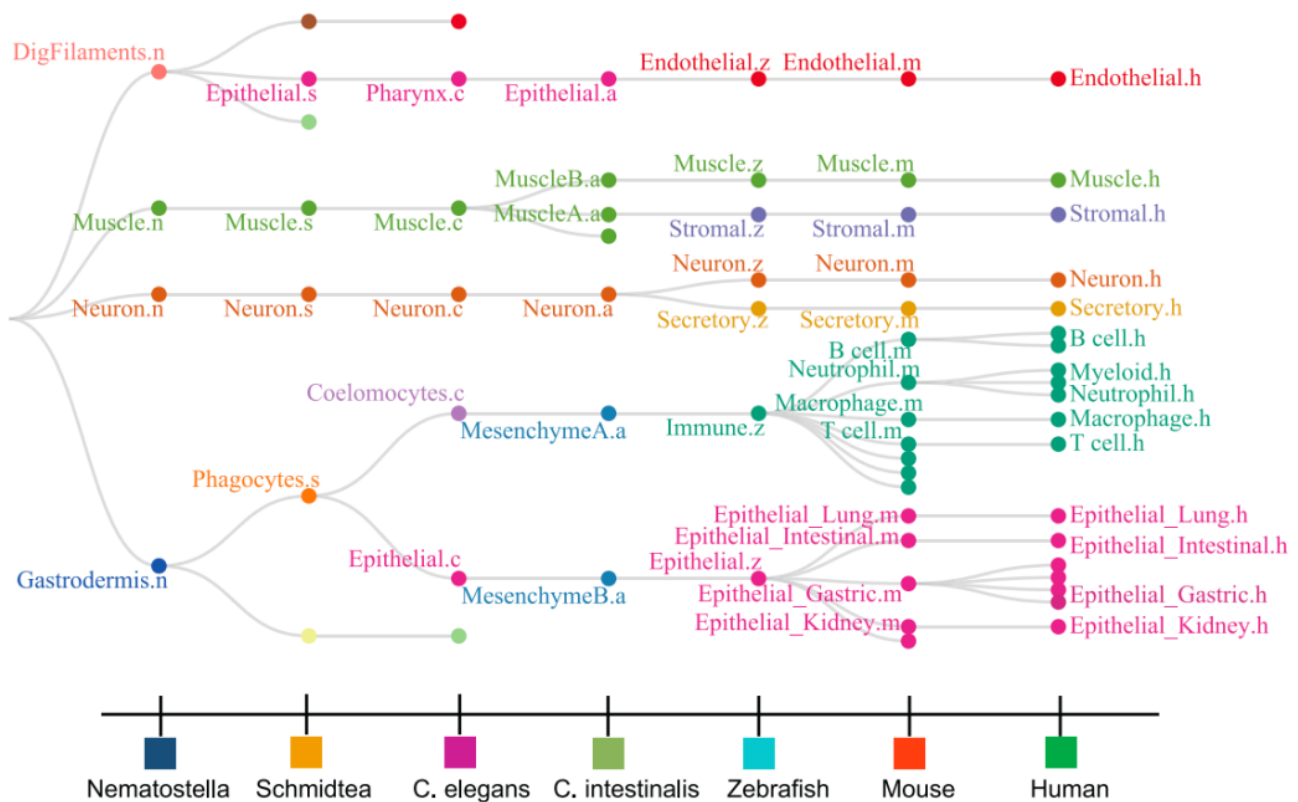 DigFilaments.n
Endothelial.z Endothelial.m Endothelial.h
Epithelial.s Pharynx.c Epithelial.a
MuscleB.a Muscle.z Muscle.m Muscle.h
Muscle.n Muscle.s Muscle.c MuscleA.a Stromal.z Stromal.m Stromal.h
Neuron.z Neuron.m Neuron.h
Neuron.n Neuron.s Neuron.c Neuron.a Secretory.z Secretory.m Secretory.h
B cell.m B cell.h
Neutrophil.m Myeloid.h
Neutrophil.h
Coelomocytes.c Macrophage.m Macrophage.h
MesenchymeA.a Immune.z T cell.m T cell.h
Phagocytes.s
Epithelial_Lung.m Epithelial_Lung.h
Epithelial_Intestinal.m Epithelial_Intestinal.h
Gastrodermis.n Epithelial.c Epithelial.z
MesenchymeB.a Epithelial_Gastric.m Epithelial_Gastric.h
Epithelial_Kidney.m Epithelial_Kidney.h
Nematostella Schmidtea C. elegans C. intestinalis Zebrafish Mouse Human